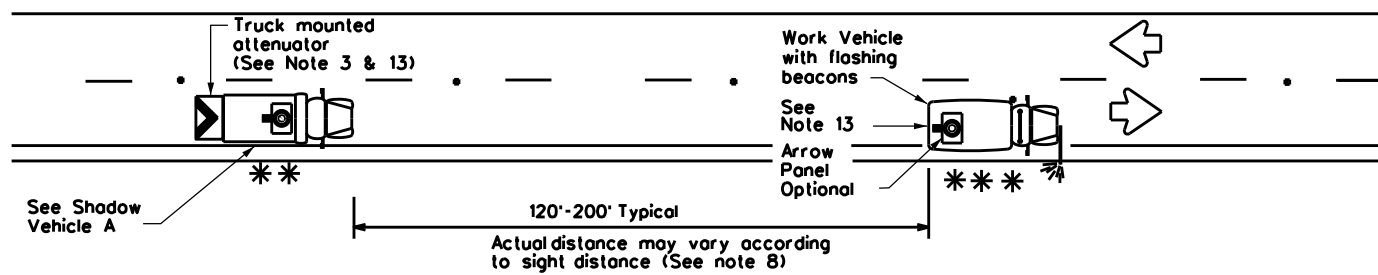 Truck mounted
attenuator
(See Note 3 & 13)
Work Vehicle
with flashing
beacons
See
Note 13
Arrow
Panel
Optional
See Shadow
Vehicle A
120'-200' Typical
Actual distance may vary according
to sight distance (See note 8)